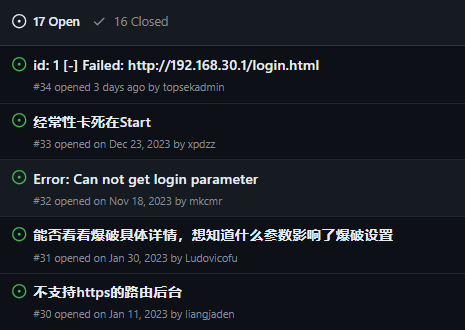 17 Open 16 Closed
id: 1 [-] Failed: http://192.168.30.1/login.html
#34 opened 3 days ago by topsekadmin
经常性卡死在Start
#33 opened on Dec 23, 2023 by xpdzz
Error: Can not get login parameter
#32 opened on Nov 18, 2023 by mkcmr
能否看看爆破具体详情，想知道什么参数影响了爆破设置
#31 opened on Jan 30, 2023 by Ludovicofu
不支持https的路由后台
#30 opened on Jan 11, 2023 by liangjaden